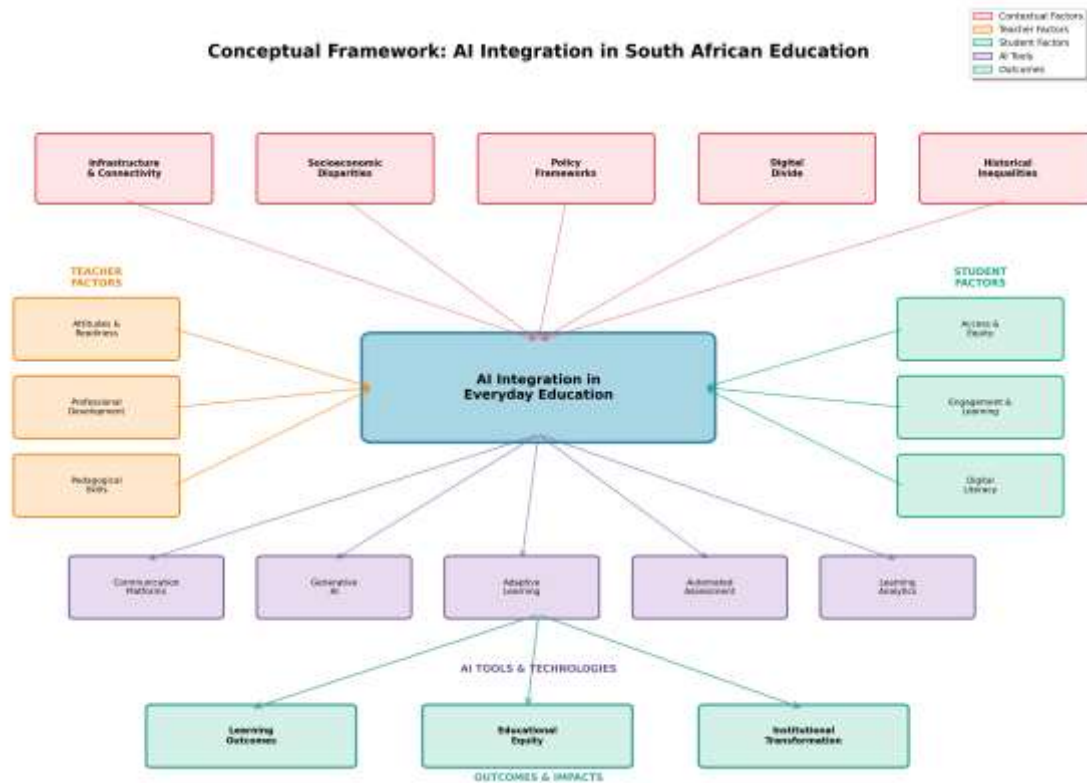 Contextual Factors
Teacher Factors
Student Factors
AI Tools
Outcomes
Conceptual Framework: AI Integration in South African Education
Infrastructure
& Connectivity
Socioeconomic
Disparities
Policy
Frameworks
Digital
Divide
Historical
Inequalities
TEACHER
FACTORS
Attitudes &
Readiness
Professional
Development
Pedagogical
Skills
AI Integration in
Everyday Education
STUDENT
FACTORS
Access &
Equity
Engagement &
Learning
Digital
Literacy
Communication
Platforms
Generative
AI
Adaptive
Learning
Automated
Assessment
Learning
Analytics
AI TOOLS & TECHNOLOGIES
Learning
Outcomes
Educational
Equity
Institutional
Transformation
OUTCOMES & IMPACTS